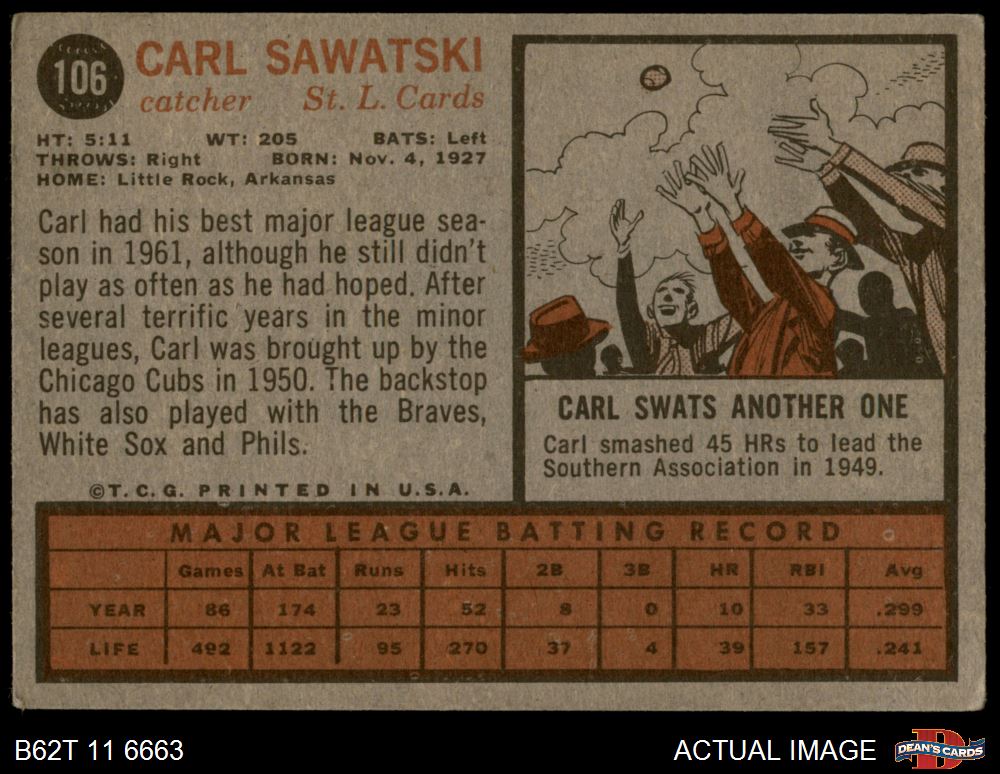 106
CARL SAWATSKI
catcher St. L. Cards
HT: 5:11 WT: 205 BATS: Left
THROWS: Right BORN: Nov. 4, 1927
HOME: Little Rock, Arkansas
Carl had his best major league sea-
son in 1961, although he still didn't
play as often as he had hoped. After
several terrific years in the minor
leagues, Carl was brought up by the
Chicago Cubs in 1950. The backstop
has also played with the Braves,
White Sox and Phils.
©T.C.G. PRINTED IN U.S.A.
CARL SWATS ANOTHER ONE
Carl smashed 45 HRs to lead the
Southern Association in 1949.
MAJOR LEAGUE BATTING RECORD
Games At Bat Runs Hits 2B 3B HR RBI Avg
YEAR 86 174 23 52 8 0 10 33 .299
LIFE 492 1122 95 270 37 4 39 157 .241
B62T 11 6663 ACTUAL IMAGE DEAN'S CARDS